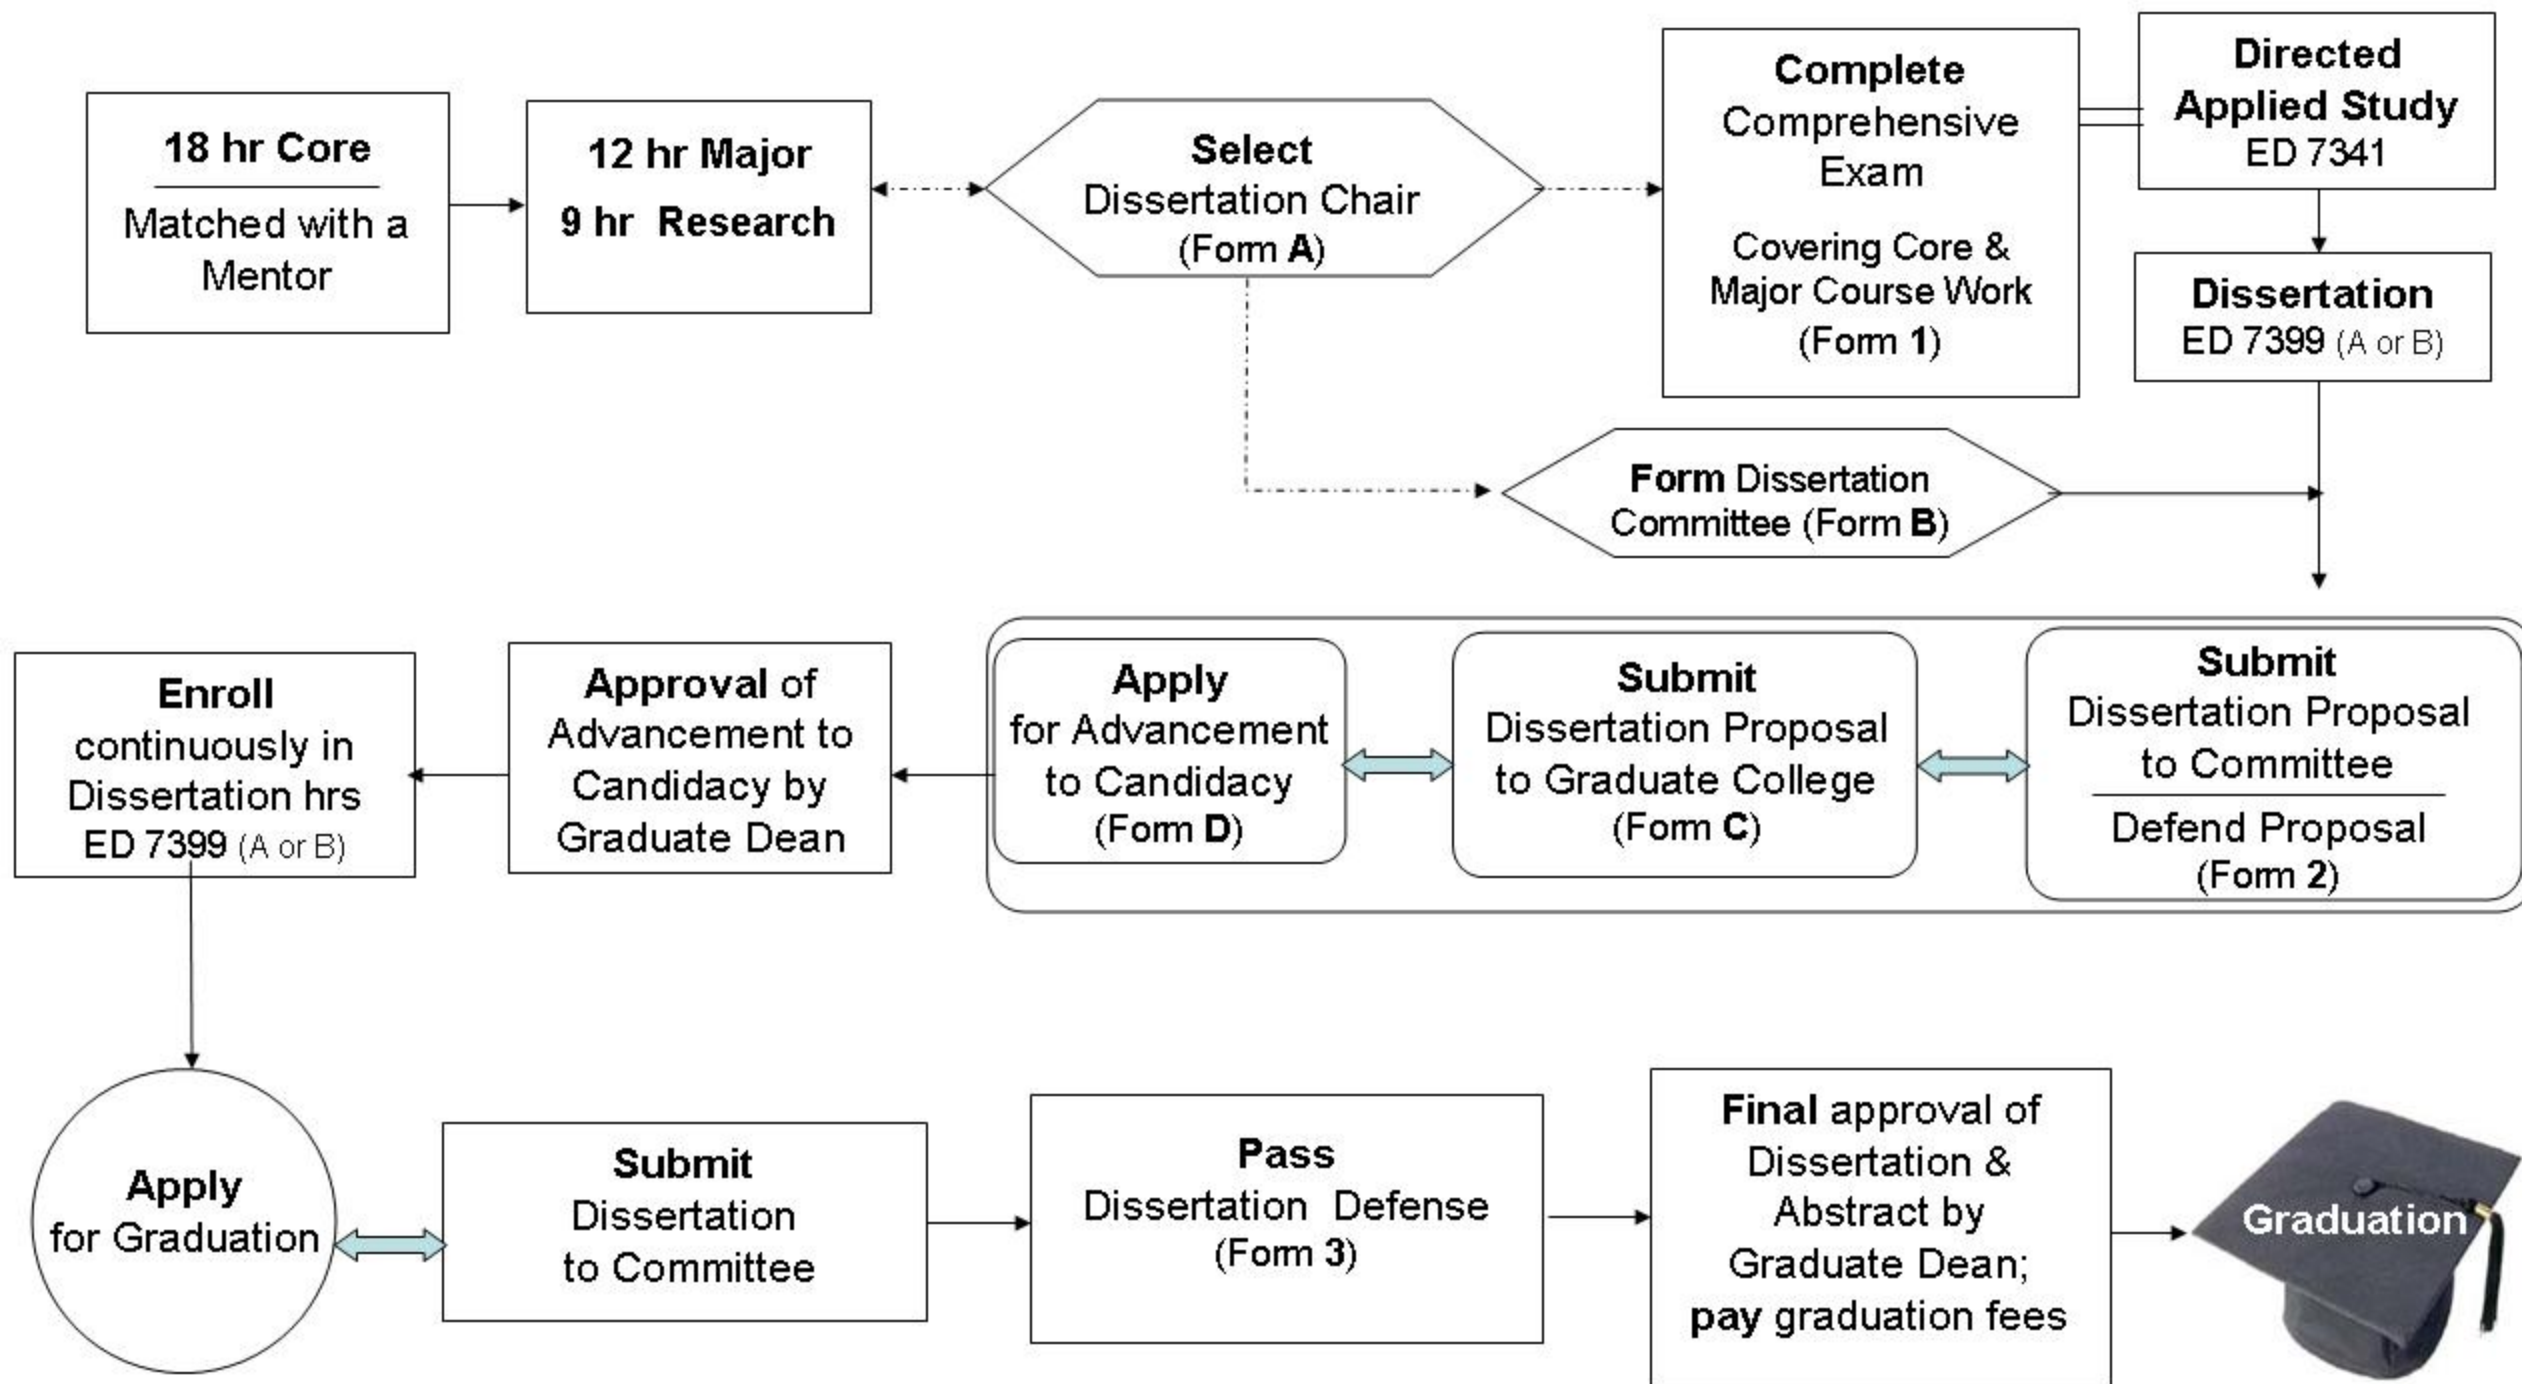 18 hr Core
Matched with a
Mentor
12 hr Major
9 hr Research
Select
Dissertation Chair
(Form A)
Complete
Comprehensive
Exam
Covering Core &
Major Course Work
(Form 1)
Directed
Applied Study
ED 7341
Dissertation
ED 7399 (A or B)
Form Dissertation
Committee (Form B)
Submit
Dissertation Proposal
to Committee
Defend Proposal
(Form 2)
Submit
Dissertation Proposal
to Graduate College
(Form C)
Apply
for Advancement
to Candidacy
(Form D)
Approval of
Advancement to
Candidacy by
Graduate Dean
Enroll
continuously in
Dissertation hrs
ED 7399 (A or B)
Apply
for Graduation
Submit
Dissertation
to Committee
Pass
Dissertation Defense
(Form 3)
Final approval of
Dissertation &
Abstract by
Graduate Dean;
pay graduation fees
Graduation